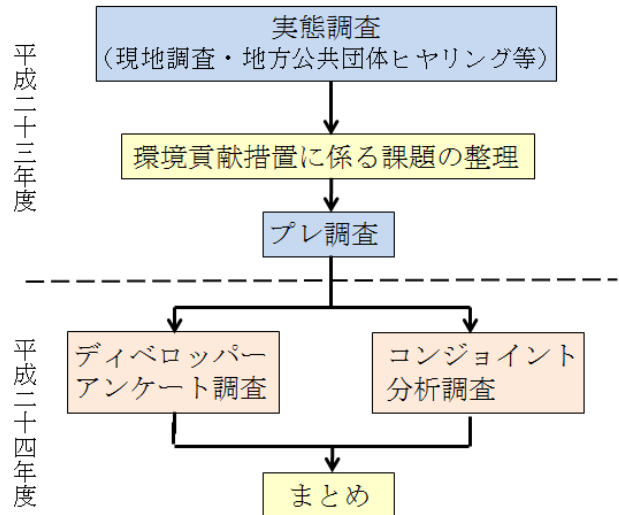 平成二十三年度
実態調査
（現地調査・地方公共団体ヒヤリング等）
環境貢献措置に係る課題の整理
プレ調査
平成二十四年度
ディベロッパー
アンケート調査
コンジョイント
分析調査
まとめ